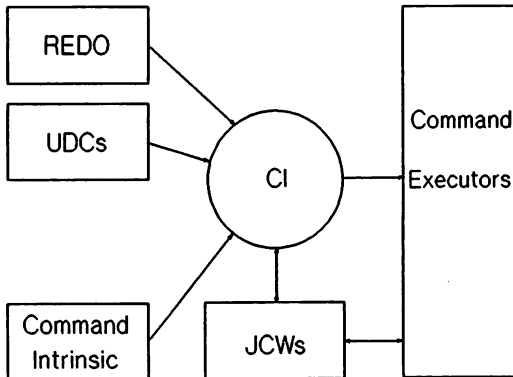 REDO
UDCs
CI
Command
Executors
Command
Intrinsic
JCWs